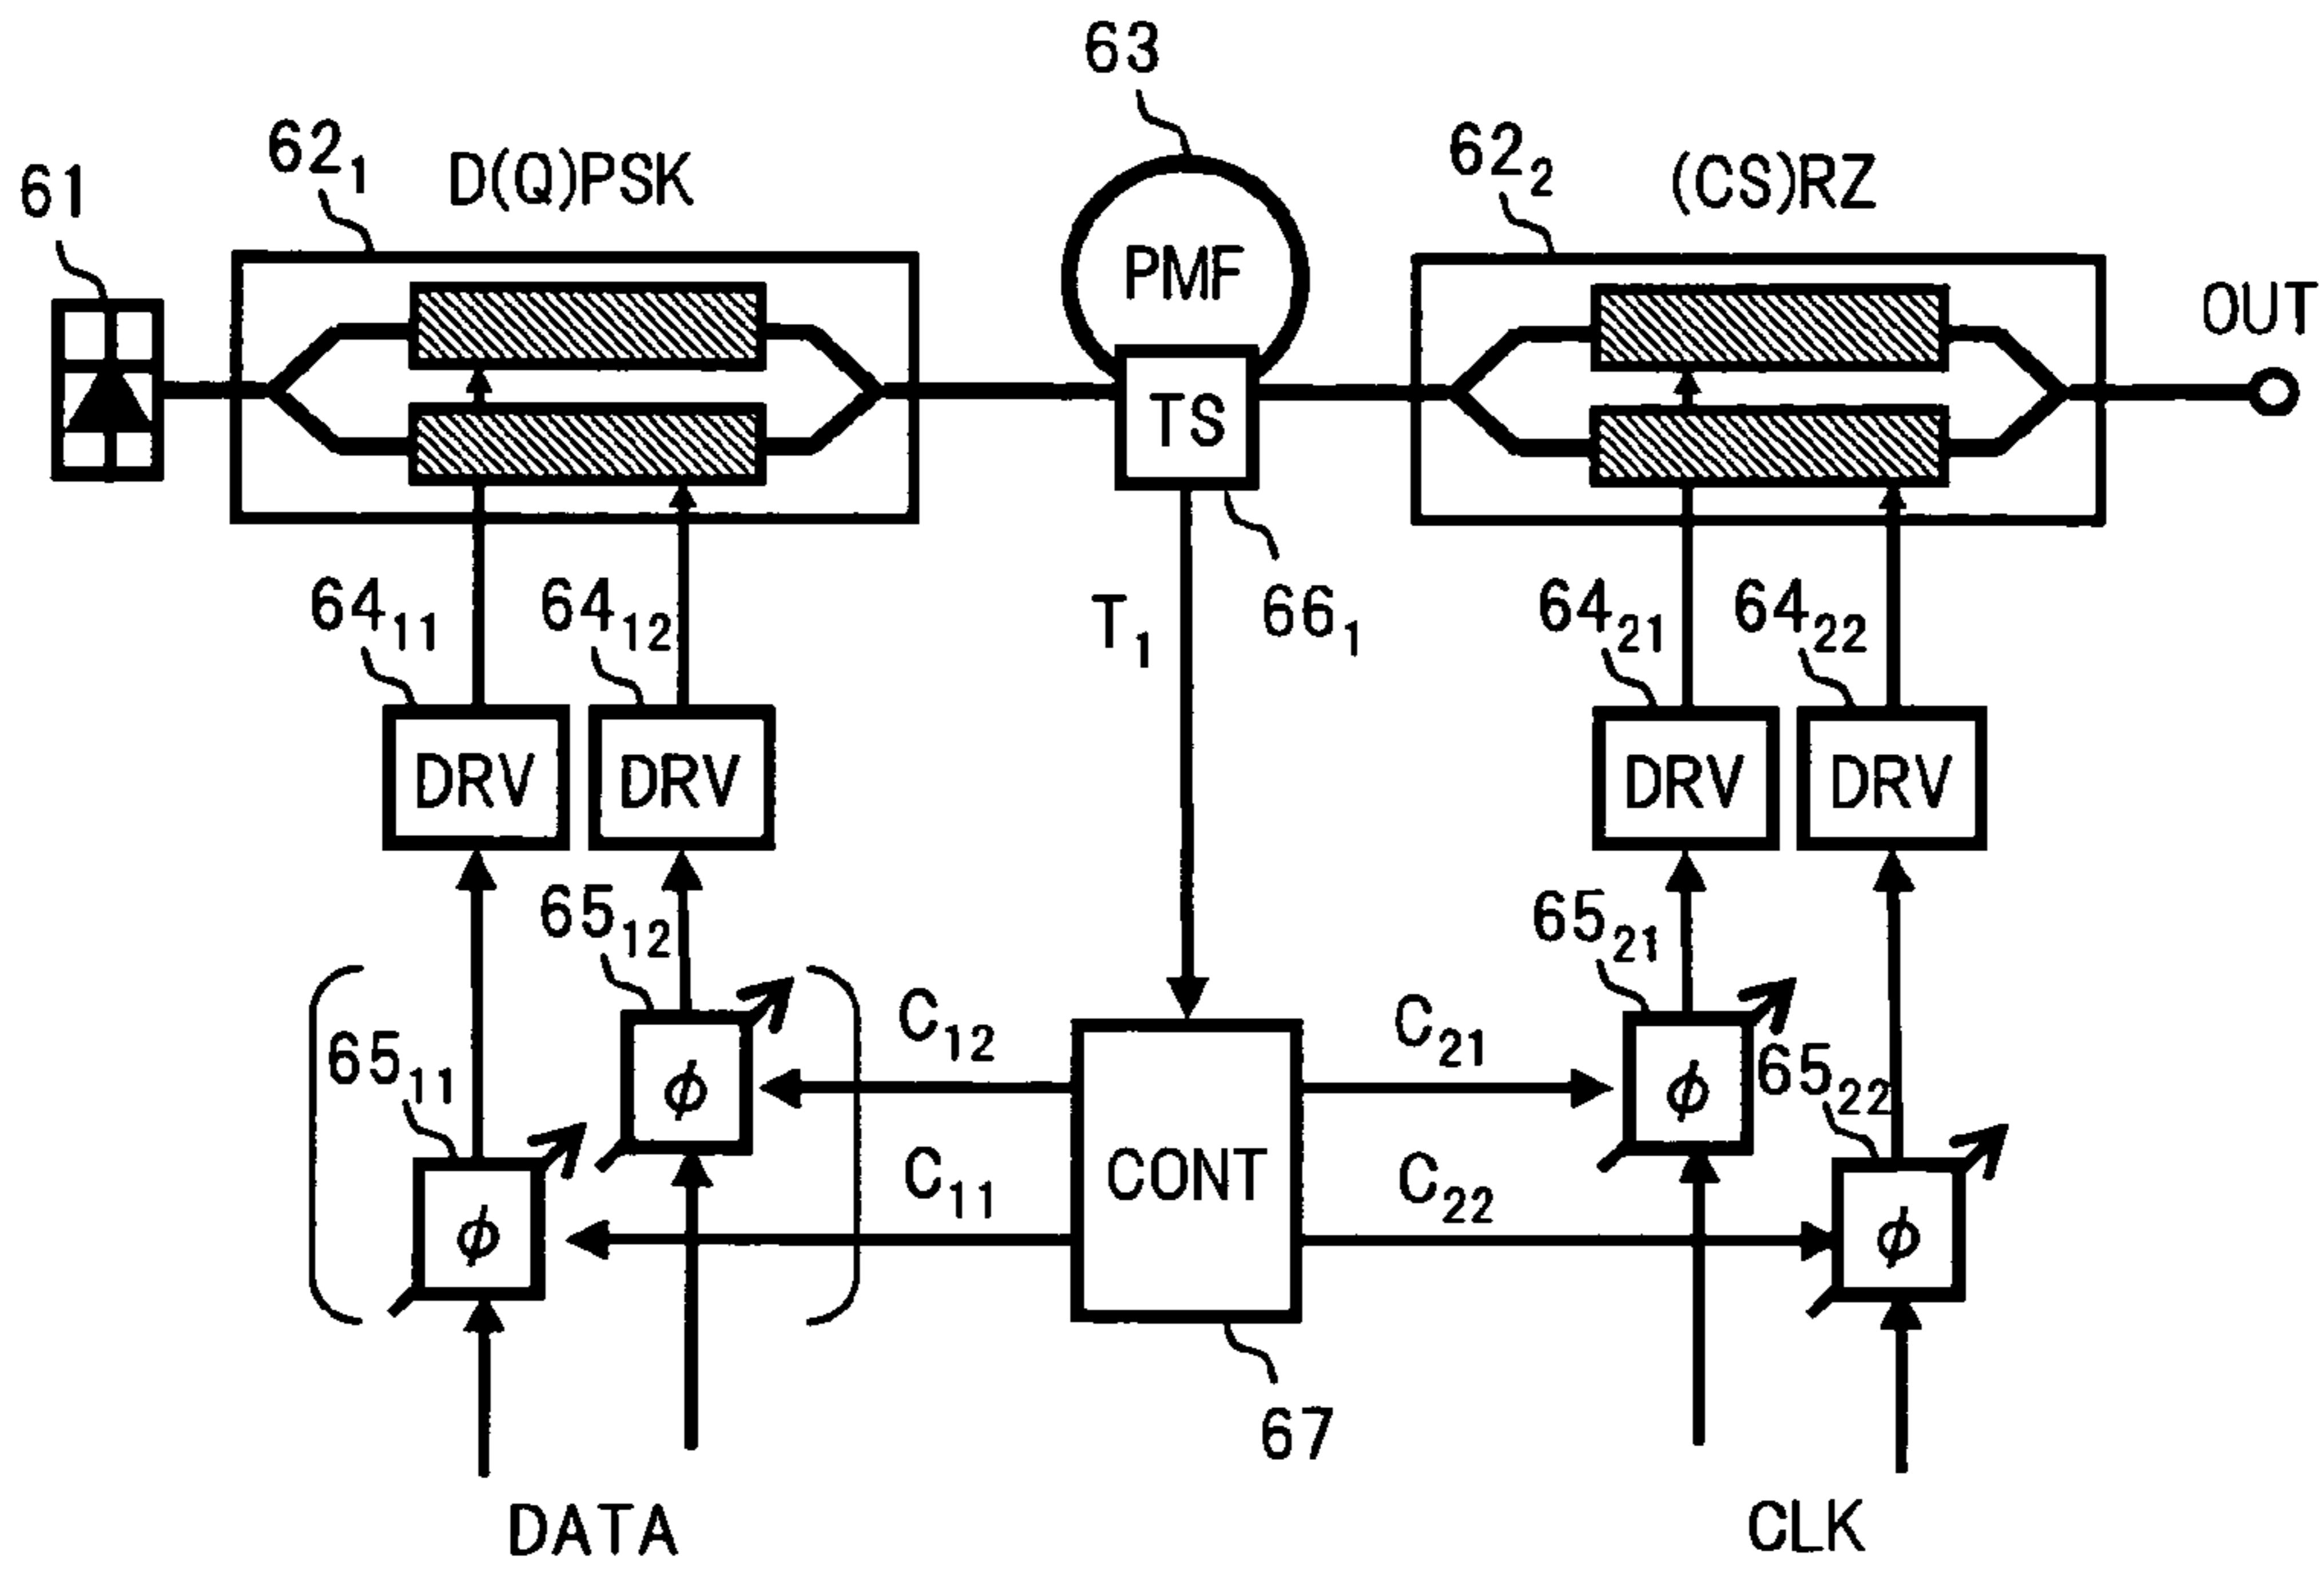 63
62₁
D(Q)PSK
62₂
(CS)RZ
61
PMF
OUT
TS
64₁₁
64₁₂
T₁
66₁
64₂₁
64₂₂
DRV
DRV
DRV
DRV
65₁₂
65₂₁
65₁₁
C₁₂
C₂₁
65₂₂
ϕ
ϕ
C₁₁
CONT
C₂₂
ϕ
ϕ
67
DATA
CLK